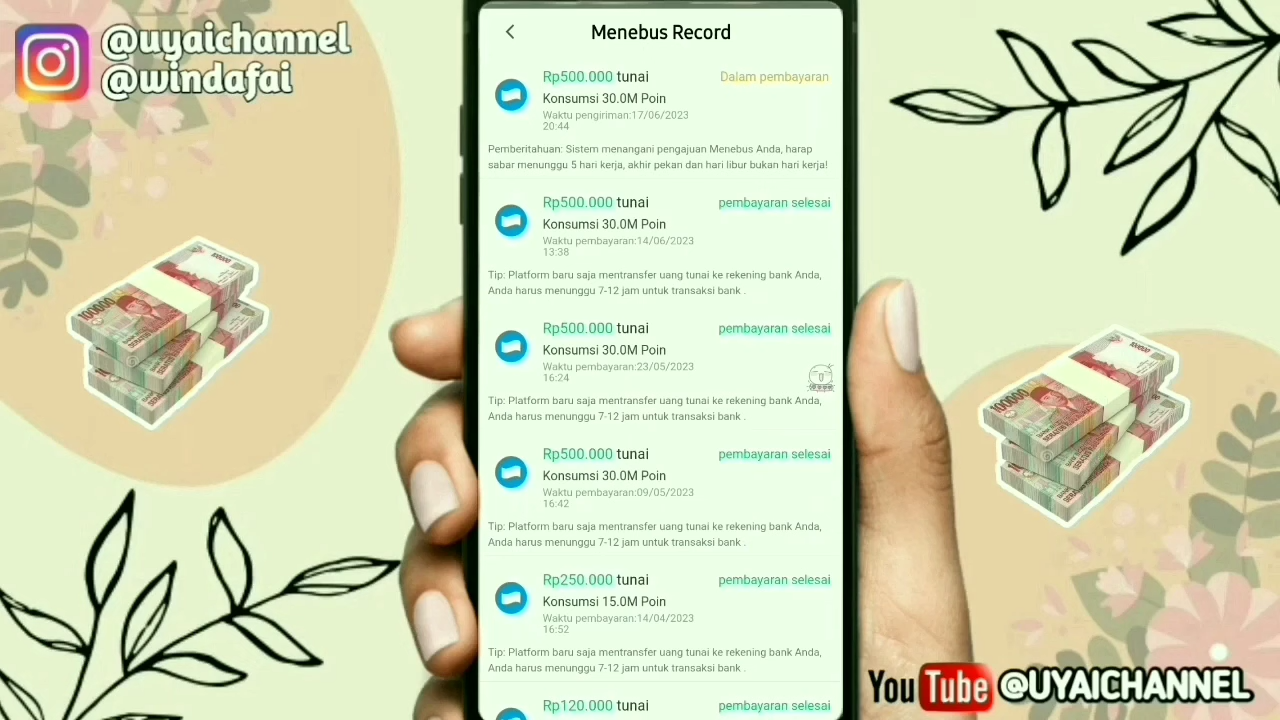 @uyaichannel
@windafai
Menebus Record
Rp500.000 tunai
Dalam pembayaran
Konsumsi 30.0M Poin
Waktu pengiriman:17/06/2023
20:44
Pemberitahuan: Sistem menangani pengajuan Menebus Anda, harap
sabar menunggu 5 hari kerja, akhir pekan dan hari libur bukan hari kerja!
Rp500.000 tunai
pembayaran selesai
Konsumsi 30.0M Poin
Waktu pembayaran:14/06/2023
13:38
Tip: Platform baru saja mentransfer uang tunai ke rekening bank Anda,
Anda harus menunggu 7-12 jam untuk transaksi bank .
Rp500.000 tunai
pembayaran selesai
Konsumsi 30.0M Poin
Waktu pembayaran:23/05/2023
16:24
Tip: Platform baru saja mentransfer uang tunai ke rekening bank Anda,
Anda harus menunggu 7-12 jam untuk transaksi bank .
Rp500.000 tunai
pembayaran selesai
Konsumsi 30.0M Poin
Waktu pembayaran:09/05/2023
16:42
Tip: Platform baru saja mentransfer uang tunai ke rekening bank Anda,
Anda harus menunggu 7-12 jam untuk transaksi bank .
Rp250.000 tunai
pembayaran selesai
Konsumsi 15.0M Poin
Waktu pembayaran:14/04/2023
16:52
Tip: Platform baru saja mentransfer uang tunai ke rekening bank Anda,
Anda harus menunggu 7-12 jam untuk transaksi bank .
Rp120.000 tunai
pembayaran selesai
100000
100000
100000
100000
YouTube @UYAICHANNEL